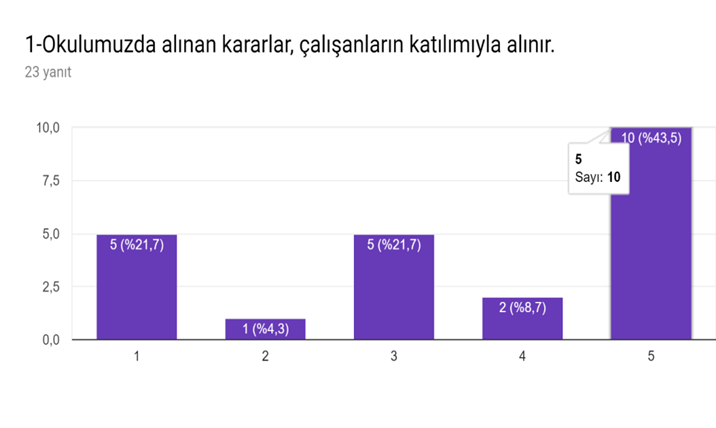 1-Okulumuzda alınan kararlar, çalışanların katılımıyla alınır.
23 yanıt
10,0
7,5
5,0
2,5
0,0
5 (%21,7)
1 (%4,3)
5 (%21,7)
2 (%8,7)
10 (%43,5)
5
Sayı: 10
1 2 3 4 5